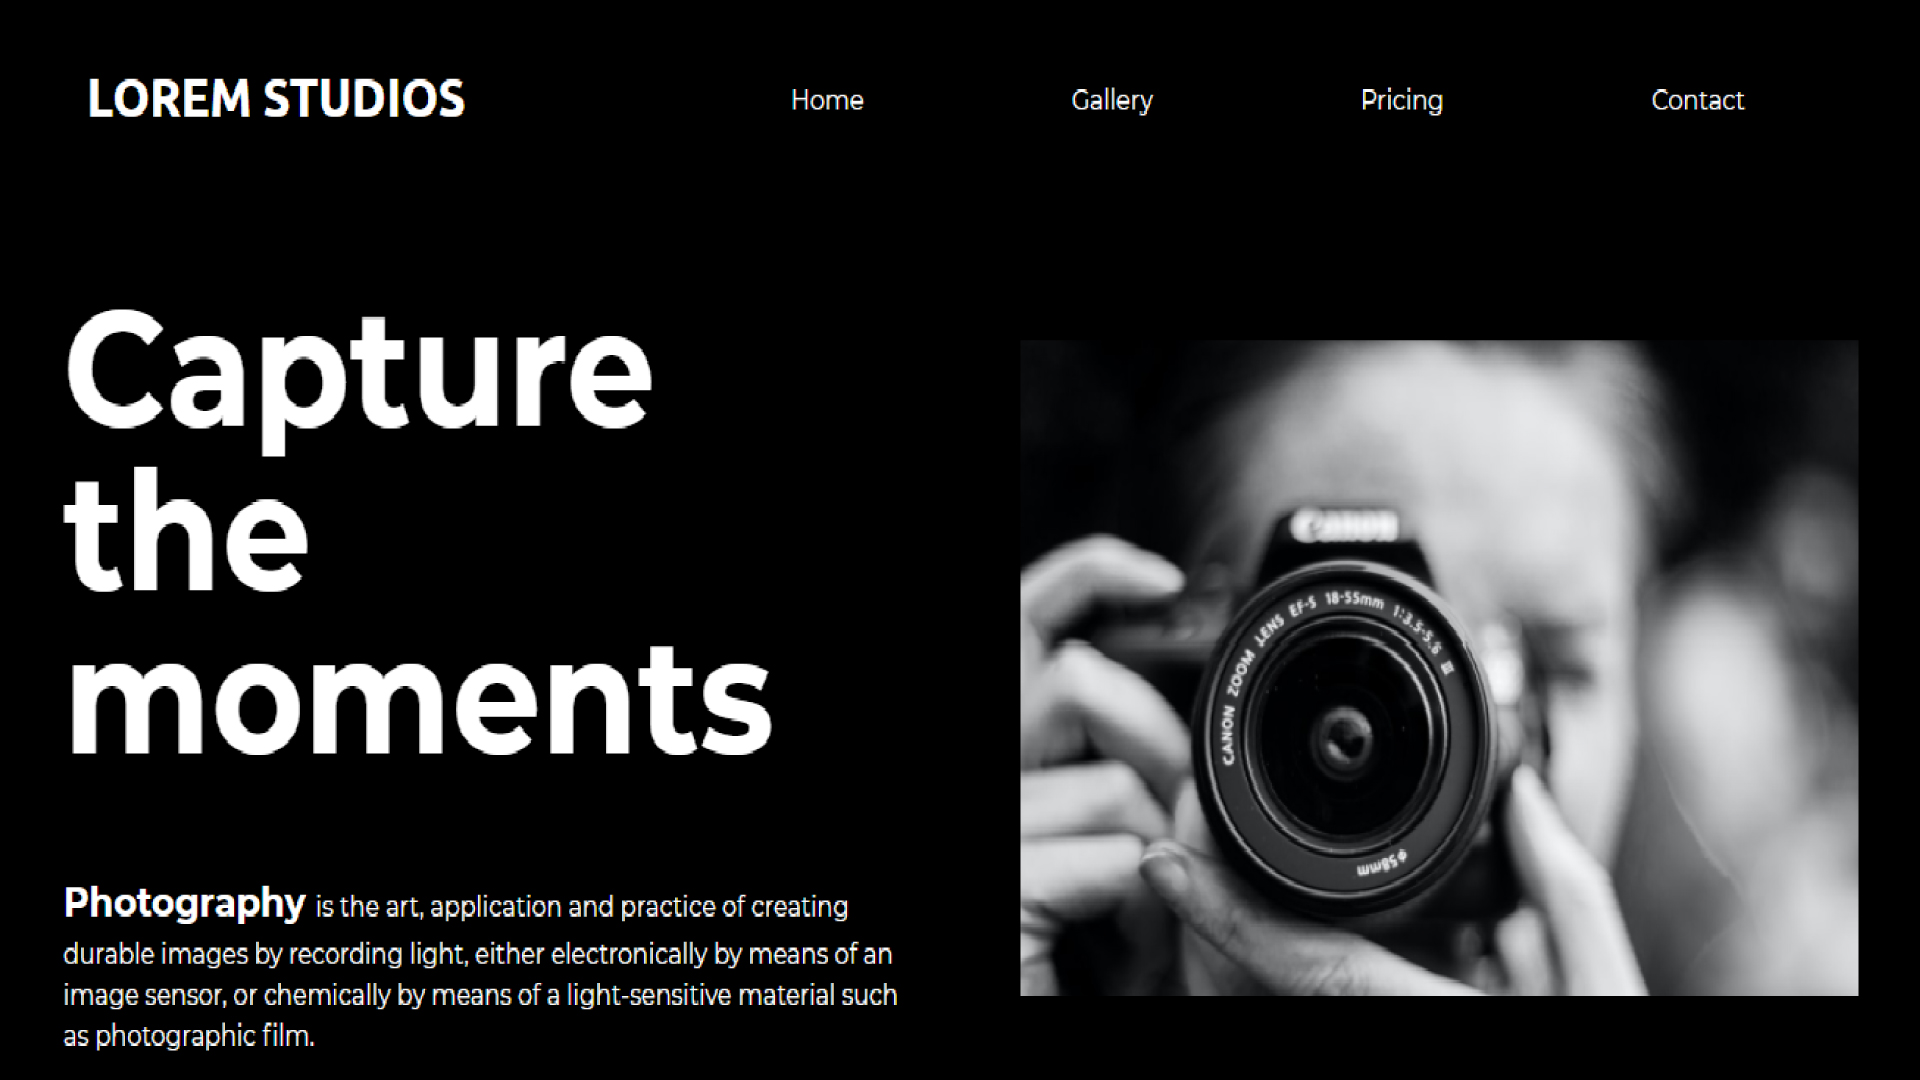 LOREM STUDIOS
Home
Gallery
Pricing
Contact
Capture
the
moments
Photography is the art, application and practice of creating
durable images by recording light, either electronically by means of an
image sensor, or chemically by means of a light-sensitive material such
as photographic film.
Canon
CANON ZOOM LENS EF-S 18-55mm 1:3.5-5.6 III
φ58mm